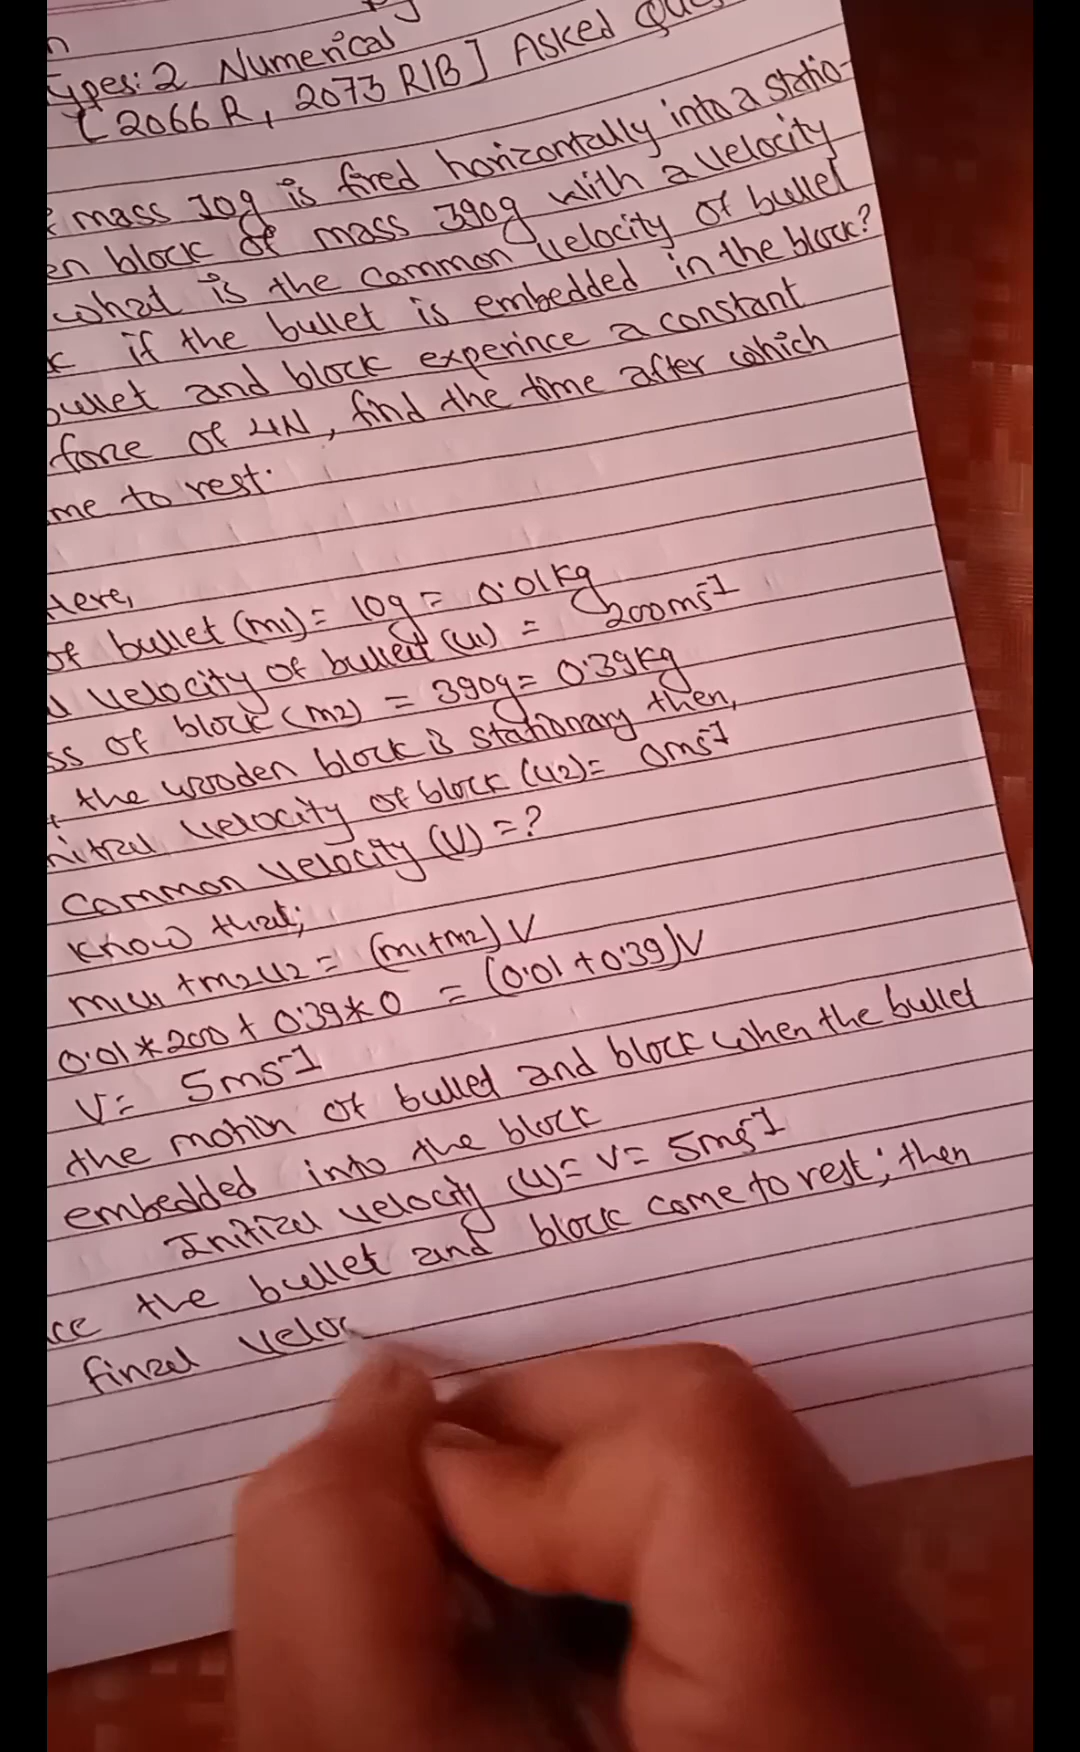 n
ypes: 2 Numerical
[2066 R, 2073 RIB] Asked Que
mass 10g is fired horizontally into a statio-
en block of mass 390g with a velocity
what is the common velocity of bullet
k if the bullet is embedded in the block?
bullet and block experince a constant
force of 4N, find the time after which
me to rest.
Here,
of bullet (m1) = 10g = 0.01kg
l velocity of bullet (u1) = 200ms-1
ss of block (m2) = 390g = 0.39kg
the wooden block is stationary then,
nitial velocity of block (u2) = 0ms-1
Common velocity (V) = ?
know that;
m1u1 + m2u2 = (m1+m2)V
0.01*200+ 0.39*0 = (0.01+0.39)V
V= 5ms-1
the motion of bullet and block when the bullet
embedded into the block
Initial velocity (u) = V = 5ms-1
ce the bullet and block come to rest; then
final veloc